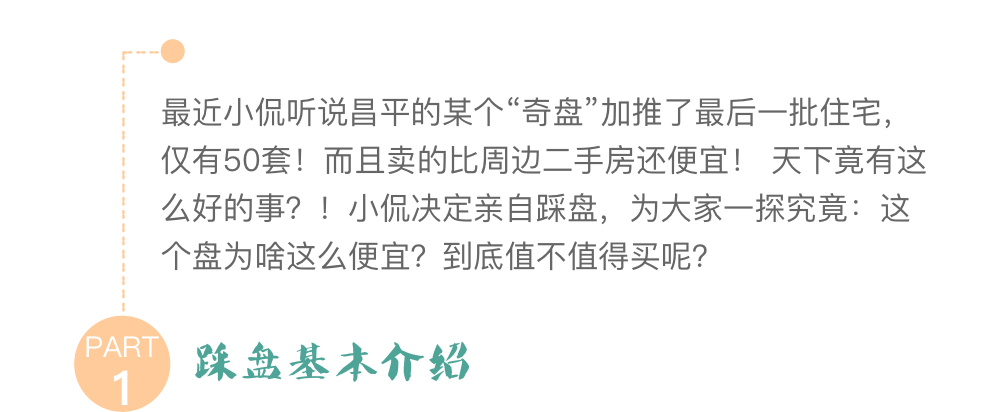 最近小侃听说昌平的某个“奇盘”加推了最后一批住宅，
仅有50套！而且卖的比周边二手房还便宜！ 天下竟有这
么好的事？！小侃决定亲自踩盘，为大家一探究竟：这
个盘为啥这么便宜？到底值不值得买呢？
PART
1
踩盘基本介绍